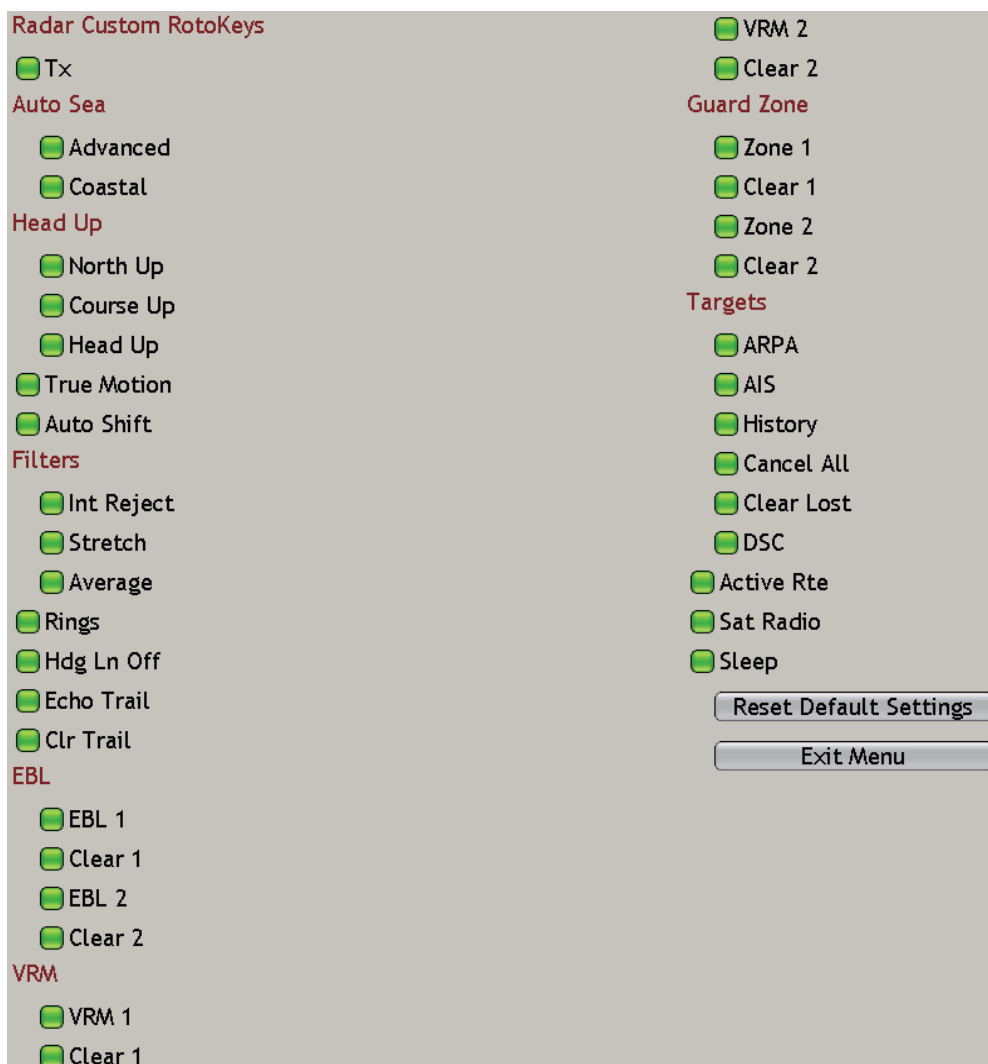 Radar Custom RotoKeys
Tx
Auto Sea
Advanced
Coastal
Head Up
North Up
Course Up
Head Up
True Motion
Auto Shift
Filters
Int Reject
Stretch
Average
Rings
Hdg Ln Off
Echo Trail
Clr Trail
EBL
EBL 1
Clear 1
EBL 2
Clear 2
VRM
VRM 1
Clear 1
VRM 2
Clear 2
Guard Zone
Zone 1
Clear 1
Zone 2
Clear 2
Targets
ARPA
AIS
History
Cancel All
Clear Lost
DSC
Active Rte
Sat Radio
Sleep
Reset Default Settings
Exit Menu